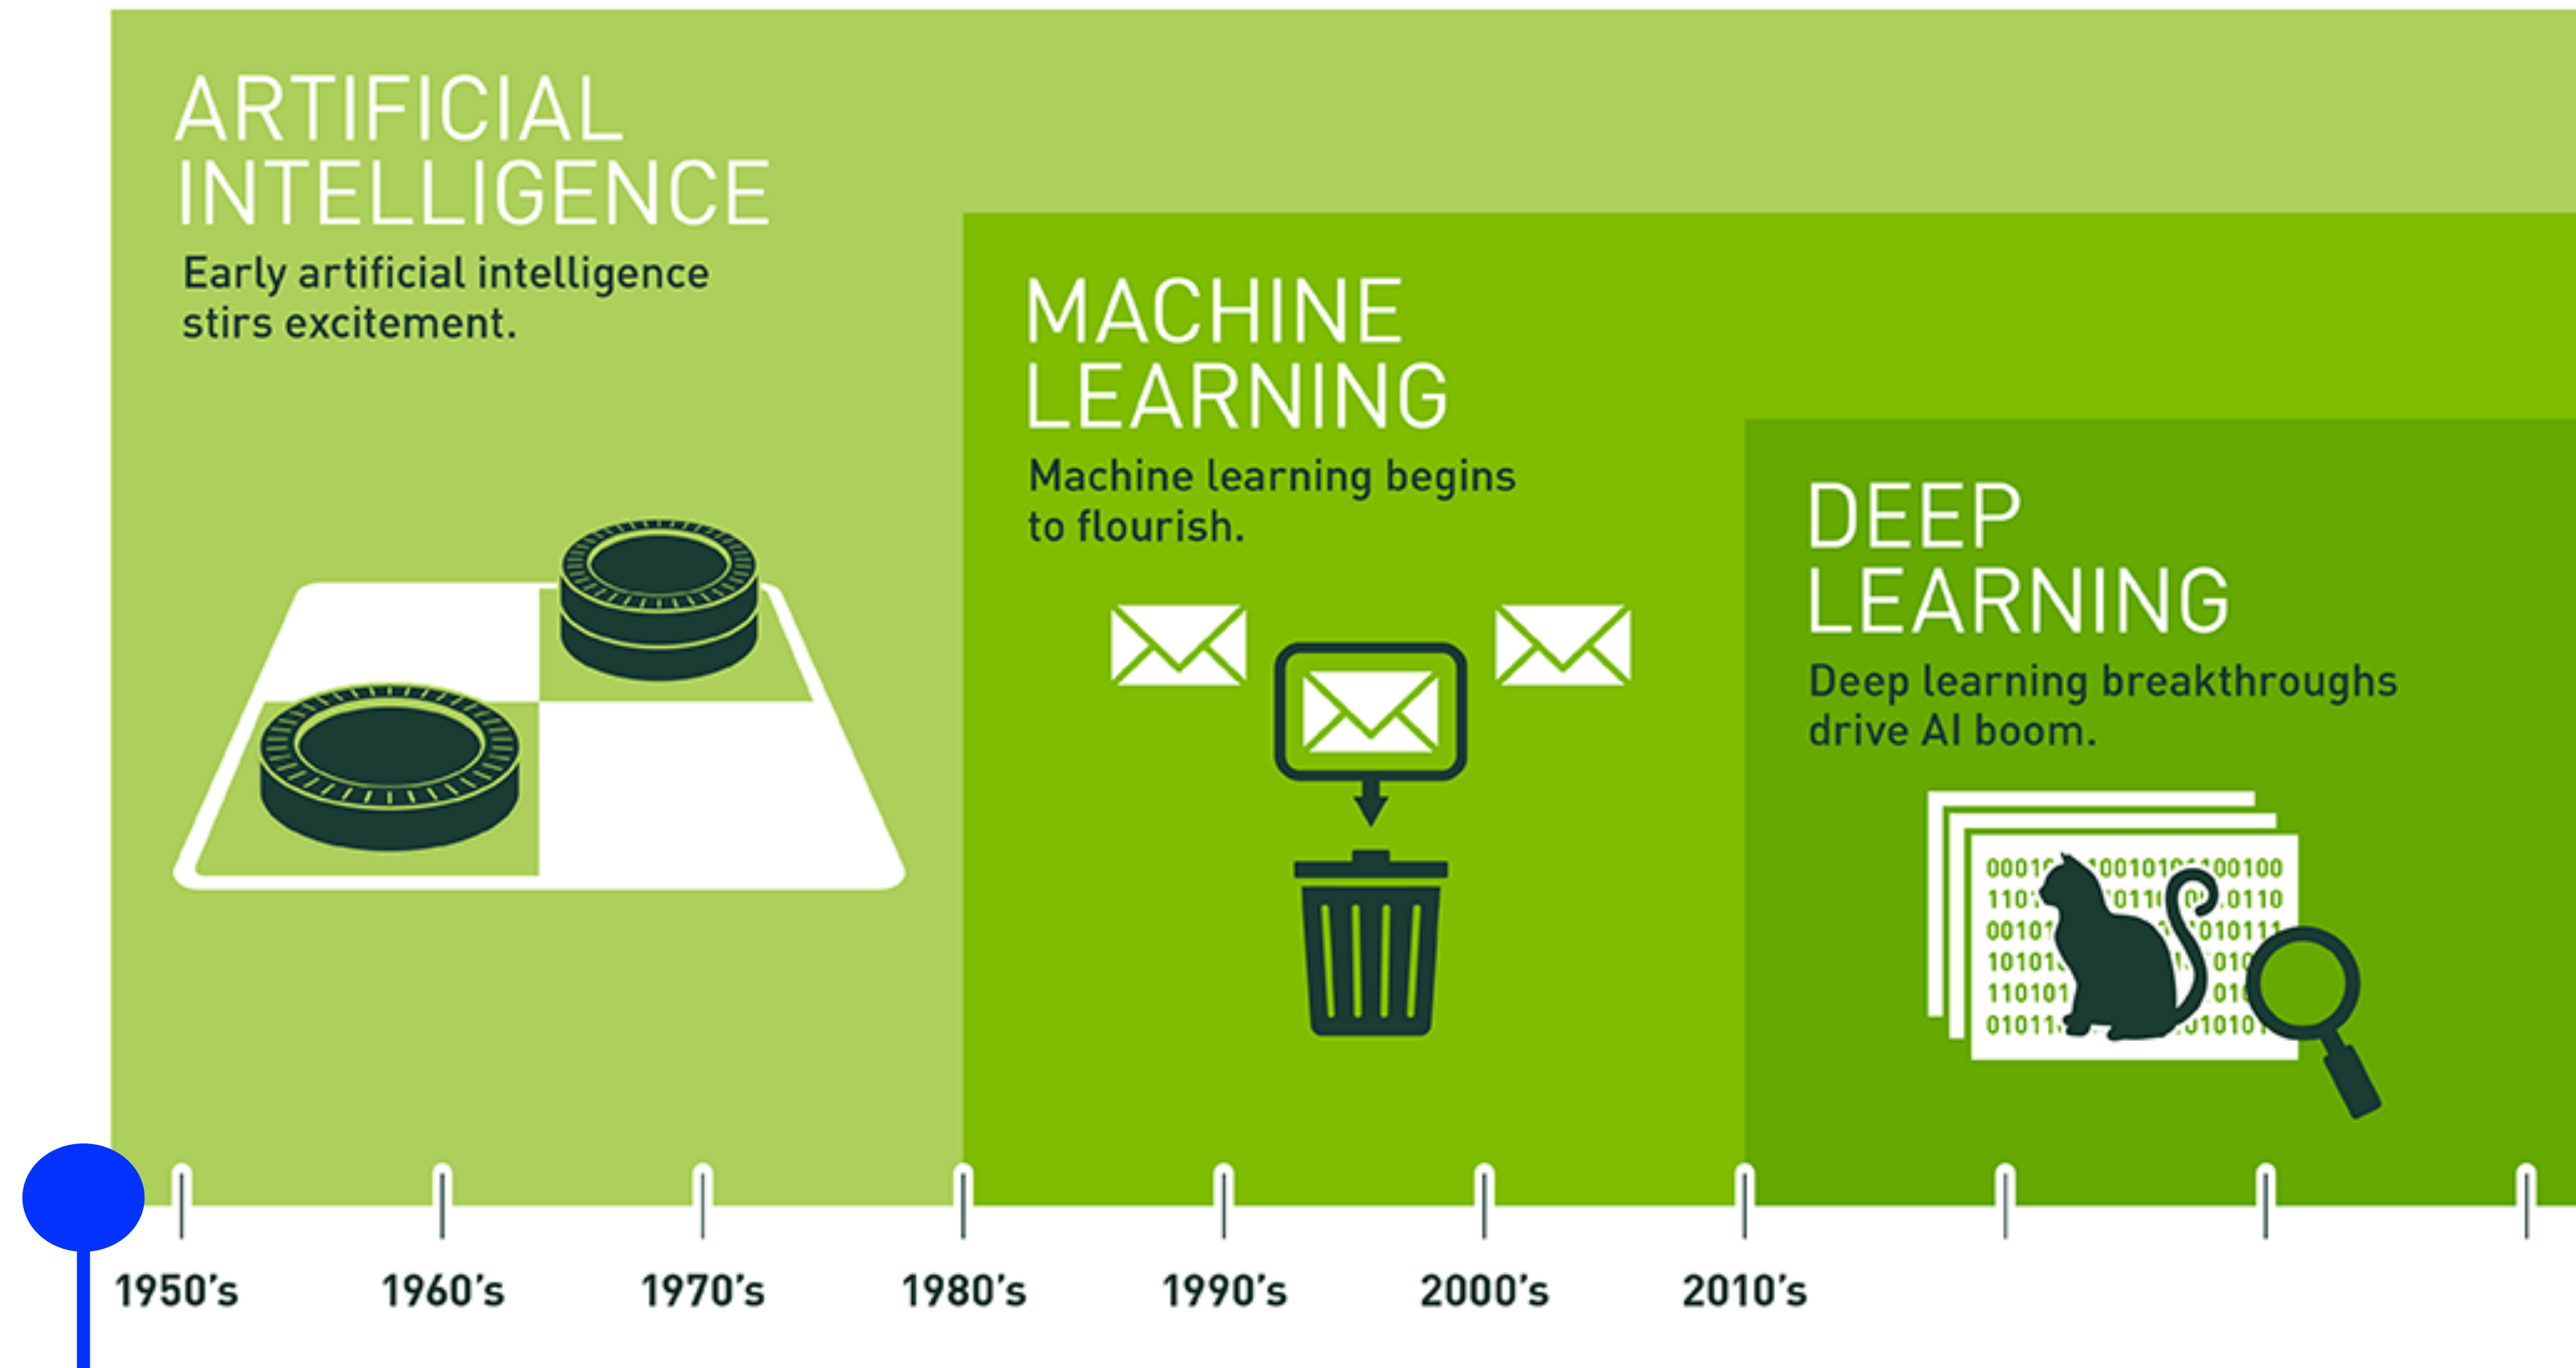 ARTIFICIAL
INTELLIGENCE
Early artificial intelligence
stirs excitement.
MACHINE
LEARNING
Machine learning begins
to flourish.
DEEP
LEARNING
Deep learning breakthroughs
drive AI boom.
1950's
1960's
1970's
1980's
1990's
2000's
2010's